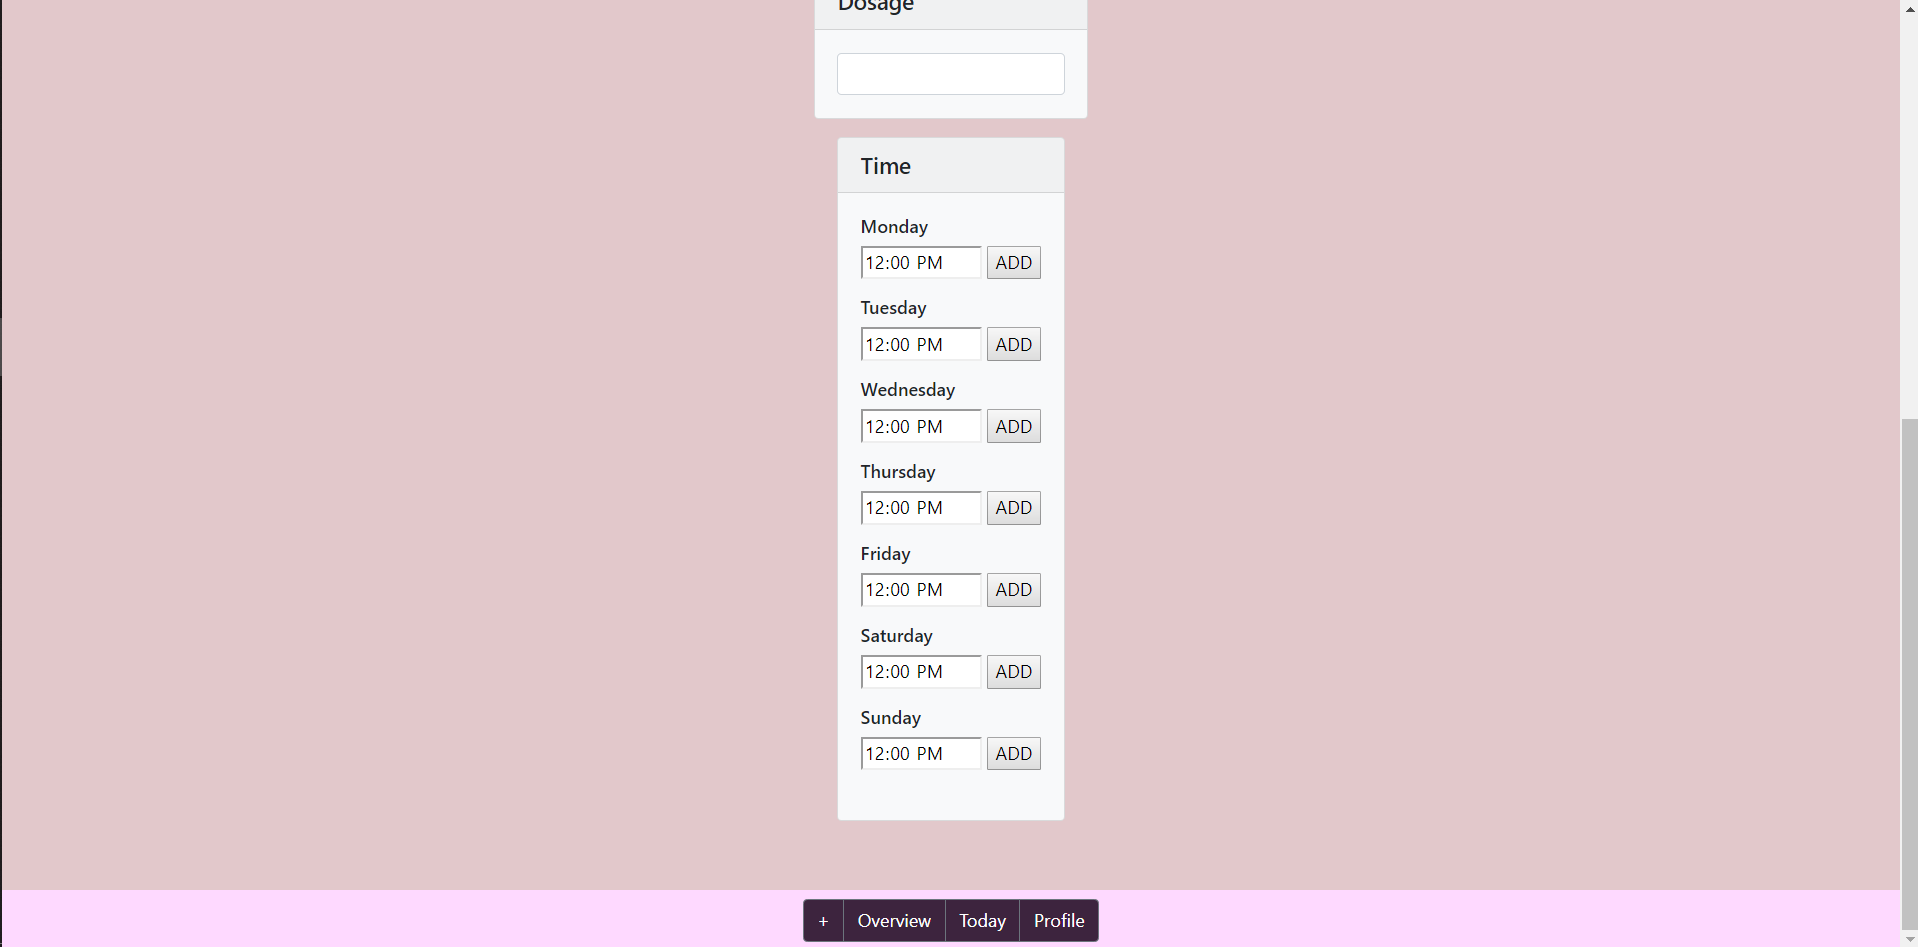 Dosage
Time
Monday
12:00 PM ADD
Tuesday
12:00 PM ADD
Wednesday
12:00 PM ADD
Thursday
12:00 PM ADD
Friday
12:00 PM ADD
Saturday
12:00 PM ADD
Sunday
12:00 PM ADD
+ Overview Today Profile